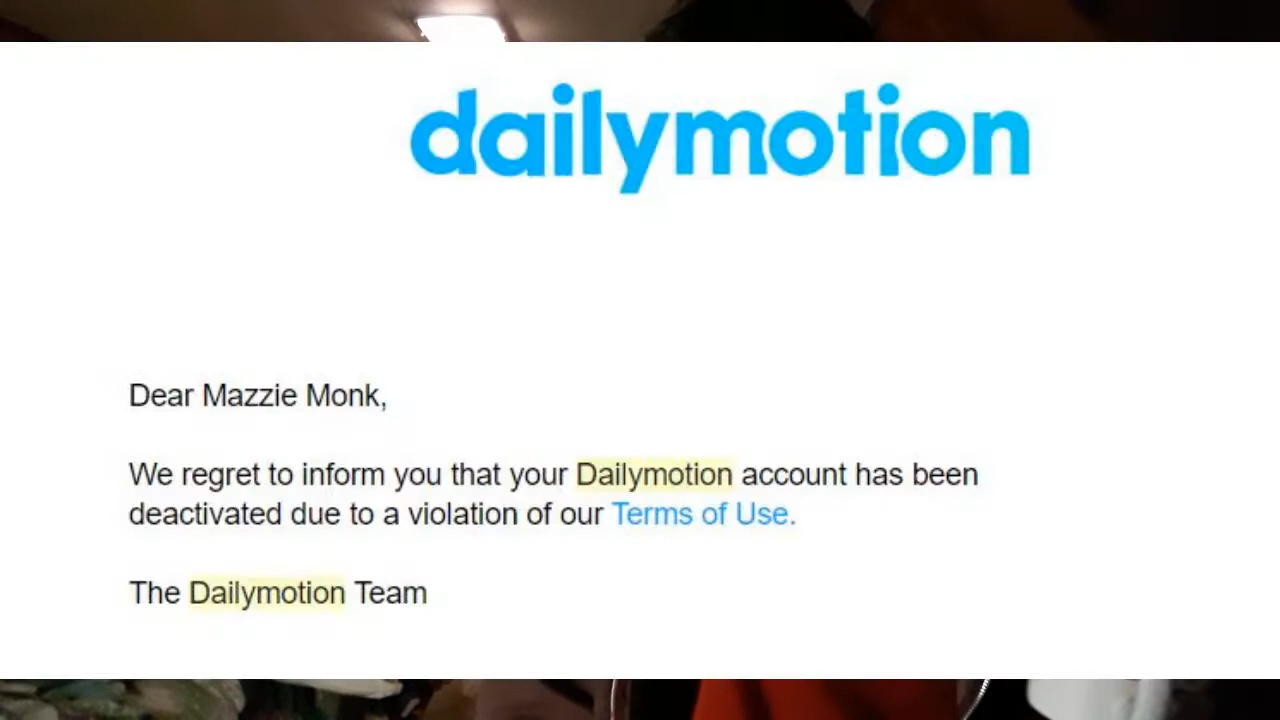 dailymotion
Dear Mazzie Monk,
We regret to inform you that your Dailymotion account has been
deactivated due to a violation of our Terms of Use.
The Dailymotion Team